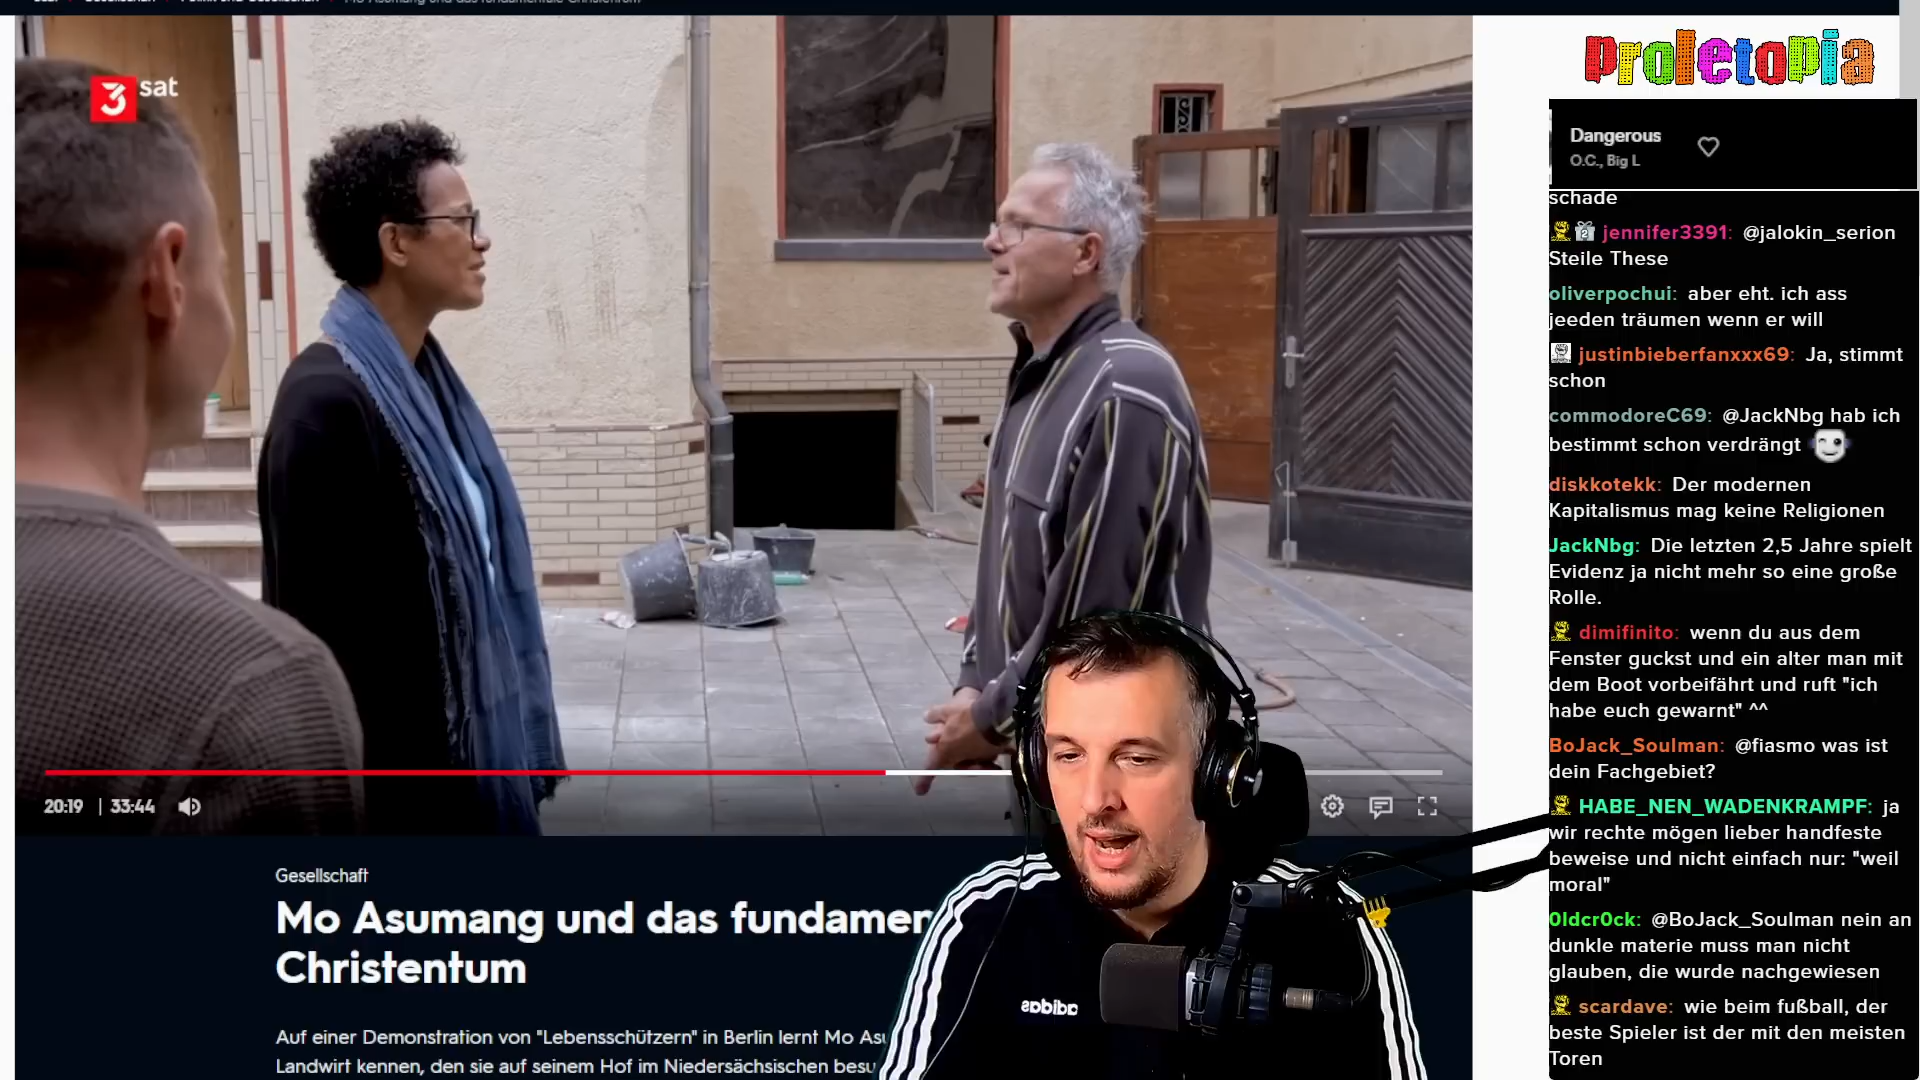 Mo Asumang und das fundamentale Christentum
3sat
Proletopia
Dangerous
O.C., Big L
schade
jennifer3391: @jalokin_serion
Steile These
oliverpochui: aber eht. ich ass
jeeden träumen wenn er will
justinbieberfanxxx69: Ja, stimmt
schon
commodoreC69: @JackNbg hab ich
bestimmt schon verdrängt
diskkotekk: Der modernen
Kapitalismus mag keine Religionen
JackNbg: Die letzten 2,5 Jahre spielt
Evidenz ja nicht mehr so eine große
Rolle.
dimifinito: wenn du aus dem
Fenster guckst und ein alter man mit
dem Boot vorbeifährt und ruft "ich
habe euch gewarnt" ^^
BoJack_Soulman: @fiasmo was ist
dein Fachgebiet?
HABE_NEN_WADENKRAMPF: ja
wir rechte mögen lieber handfeste
beweise und nicht einfach nur: "weil
moral"
0ldcr0ck: @BoJack_Soulman nein an
dunkle materie muss man nicht
glauben, die wurde nachgewiesen
scardave: wie beim fußball, der
beste Spieler ist der mit den meisten
Toren
20:19 | 33:44
Gesellschaft
Mo Asumang und das fundamen
Christentum
Auf einer Demonstration von "Lebensschützern" in Berlin lernt Mo Asu
Landwirt kennen, den sie auf seinem Hof im Niedersächsischen besu
adidas